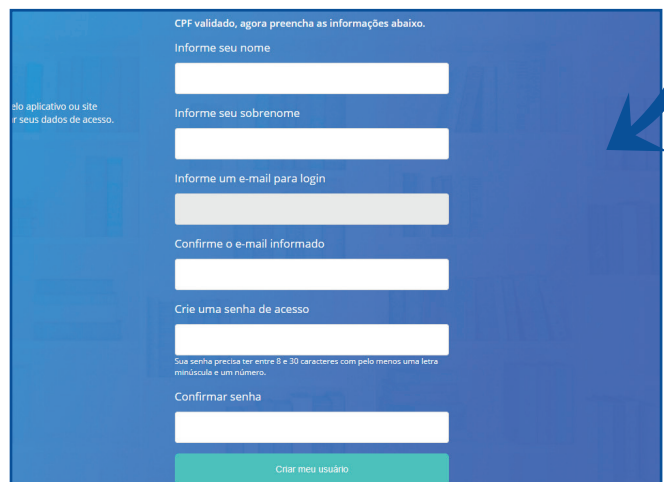 CPF validado, agora preencha as informações abaixo.
Informe seu nome
elo aplicativo ou site
r seus dados de acesso.
Informe seu sobrenome
Informe um e-mail para login
Confirme o e-mail informado
Crie uma senha de acesso
Sua senha precisa ter entre 8 e 30 caracteres com pelo menos uma letra
minúscula e um número.
Confirmar senha
Criar meu usuário